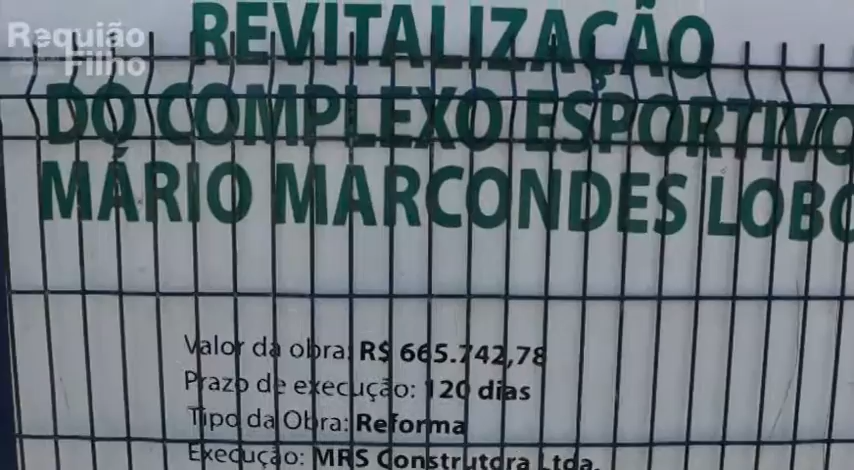 Requião
Filho
REVITALIZAÇÃO
DO COMPLEXO ESPORTIVO
MÁRIO MARCONDES LOBO
Valor da obra: R$ 665.742,78
Prazo de execução: 120 dias
Tipo da Obra: Reforma
Execução: MRS Construtora Ltda.